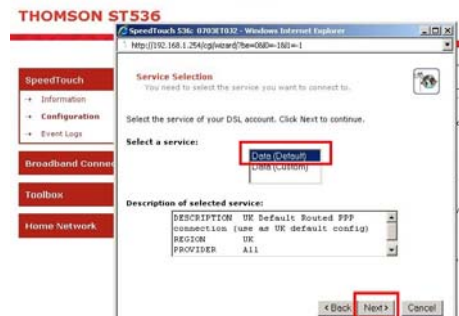 THOMSON ST536
SpeedTouch 536: 0703ET032 - Windows Internet Explorer
Service Selection
You need to select the service you want to connect to.
Select the service of your DSL account. Click Next to continue.
Select a service:
Data (Default)
Data (Custom)
Description of selected service:
DESCRIPTION UK Default Routed PPP
connection (use as UK default config)
REGION UK
PROVIDER All
< Back
Next >
Cancel
SpeedTouch
Information
Configuration
Event Logs
Broadband Connec
Toolbox
Home Network